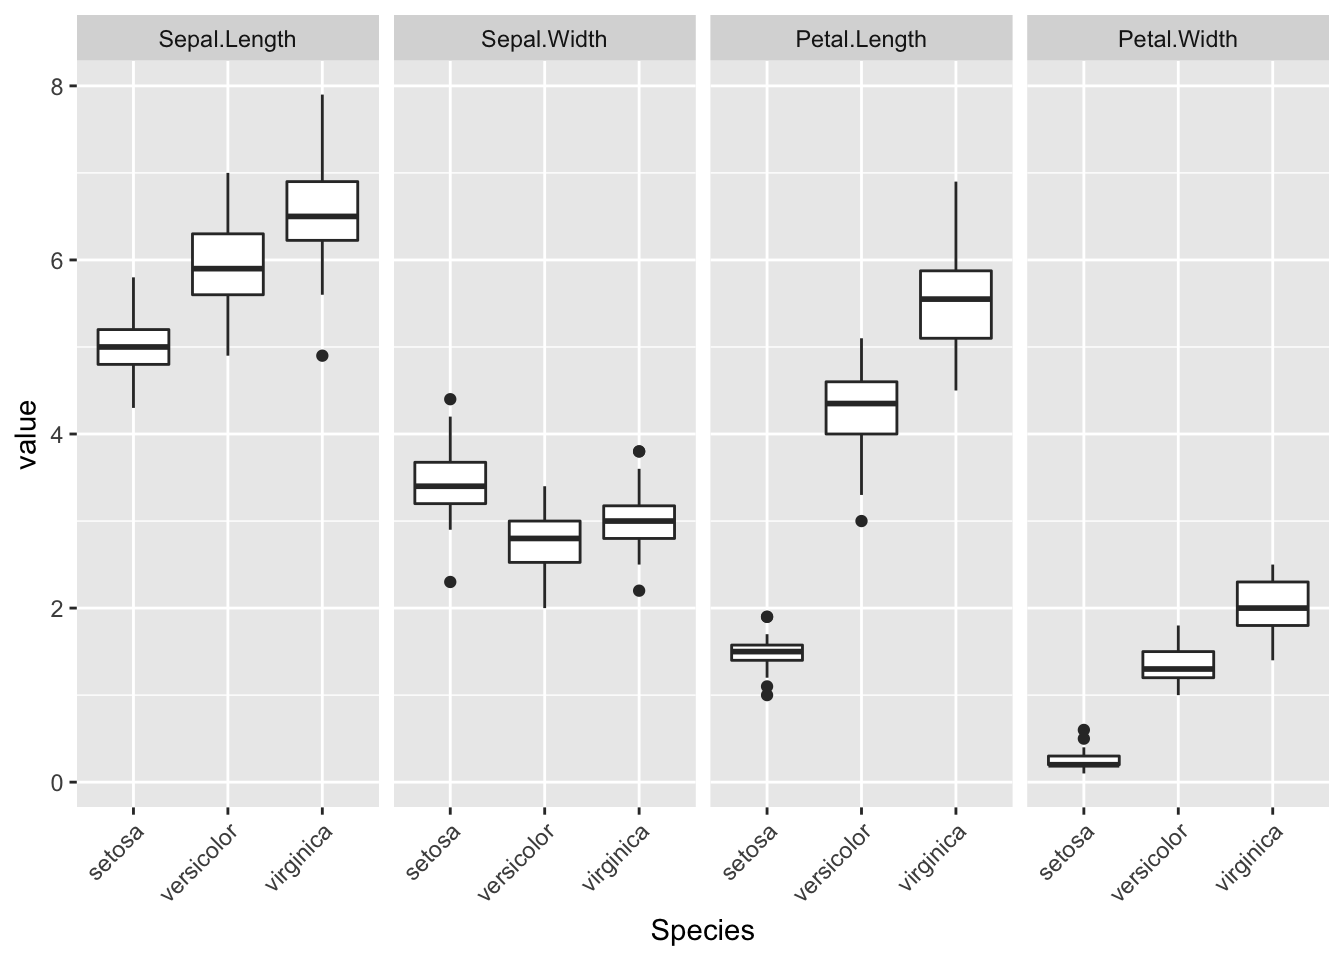 Sepal.Length Sepal.Width Petal.Length Petal.Width
8
6
4
2
0
value
setosa versicolor virginica setosa versicolor virginica setosa versicolor virginica setosa versicolor virginica
Species